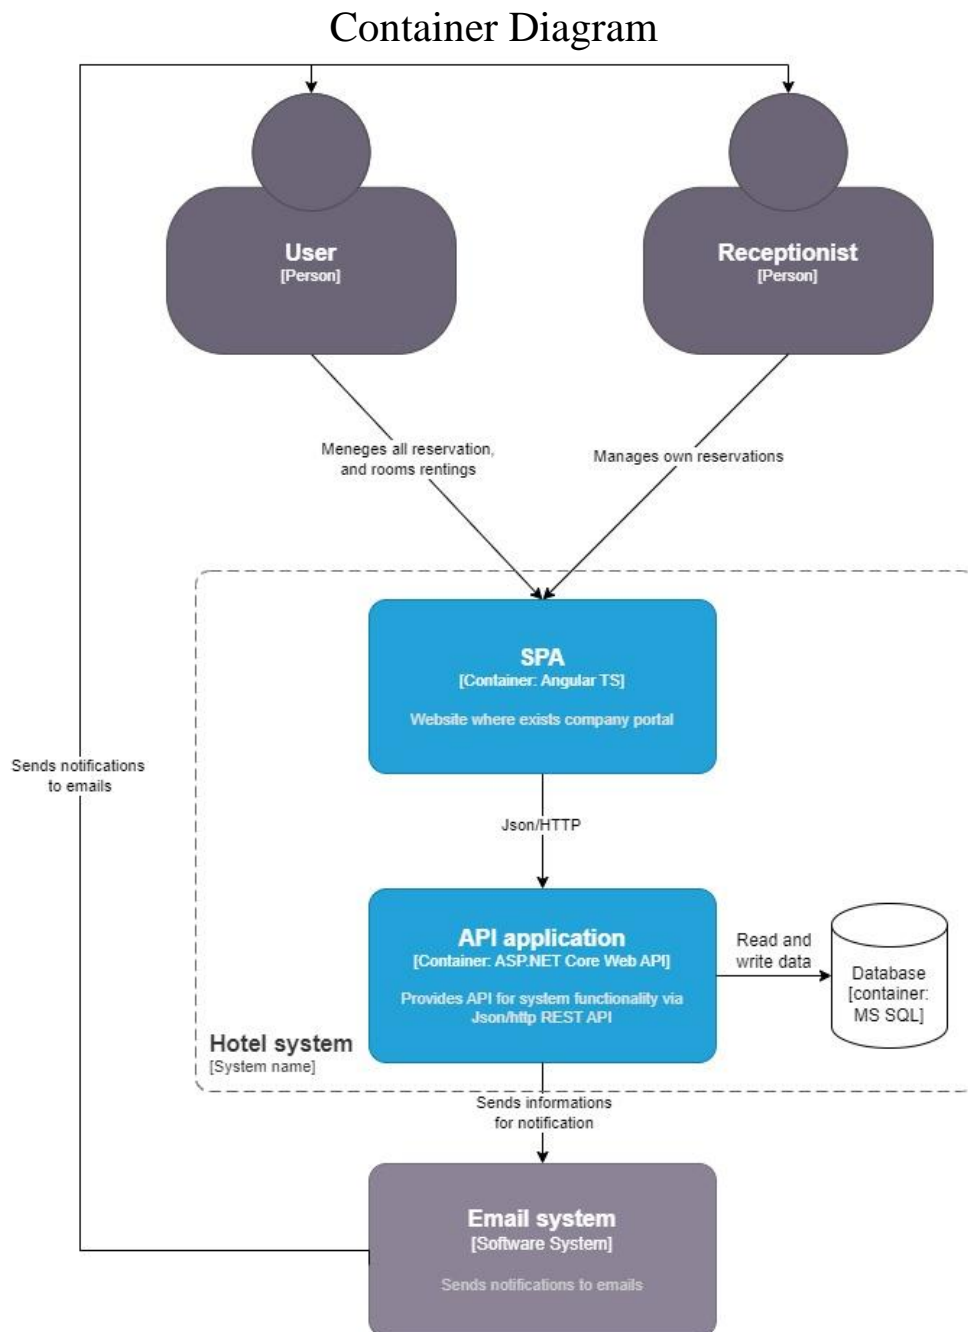 Container Diagram
User
[Person]
Receptionist
[Person]
Meneges all reservation,
and rooms rentings
Manages own reservations
SPA
[Container: Angular TS]
Website where exists company portal
Sends notifications
to emails
Json/HTTP
API application
[Container: ASP.NET Core Web API]
Provides API for system functionality via
Json/http REST API
Read and
write data
Database
[container:
MS SQL]
Hotel system
[System name]
Sends informations
for notification
Email system
[Software System]
Sends notifications to emails